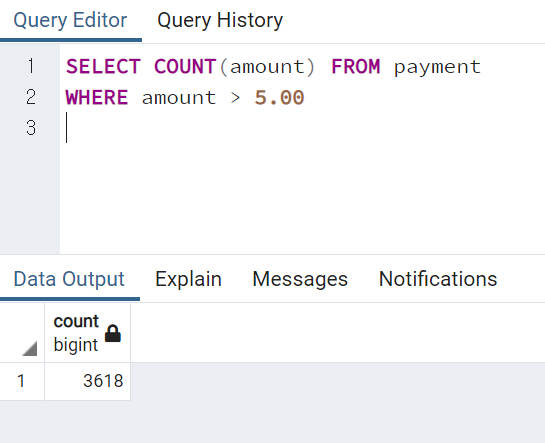 Query Editor Query History
1 SELECT COUNT(amount) FROM payment
2 WHERE amount > 5.00
3
Data Output Explain Messages Notifications
count
bigint
1 3618